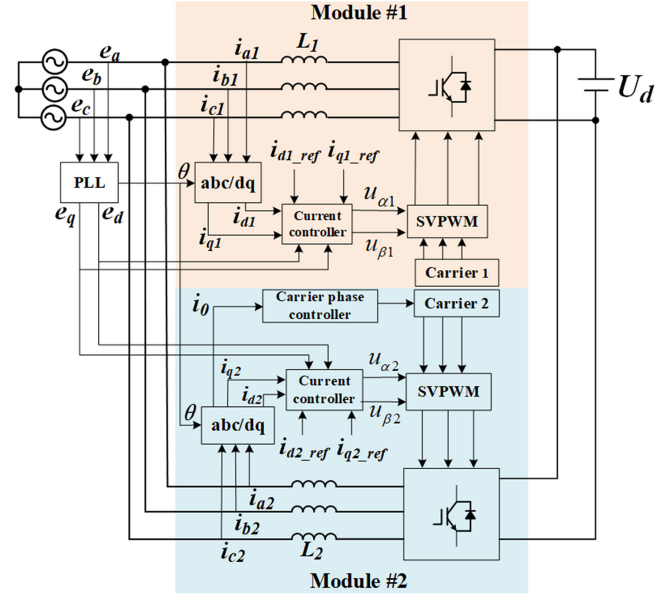 Module #1
e_a
i_a1
L_1
e_b
i_b1
e_c
i_c1
U_d
i_d1_ref
i_q1_ref
θ
PLL
abc/dq
u_α1
e_q
e_d
i_d1
Current
controller
SVPWM
i_q1
u_β1
Carrier 1
i_0
Carrier phase
controller
Carrier 2
i_q2
u_α2
Current
controller
SVPWM
i_d2
θ
u_β2
abc/dq
i_d2_ref
i_q2_ref
i_a2
i_b2
i_c2
L_2
Module #2